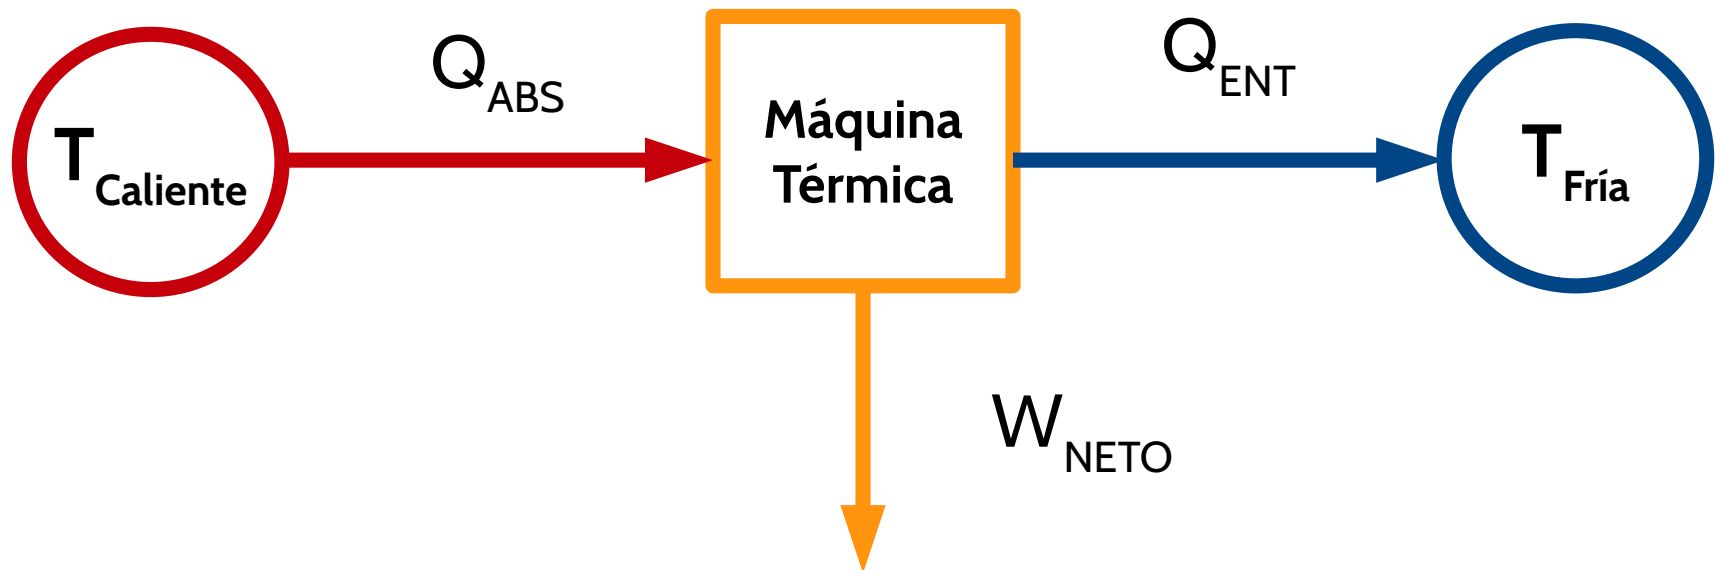 T Caliente
Q ABS
Máquina
Térmica
Q ENT
T Fría
W NETO